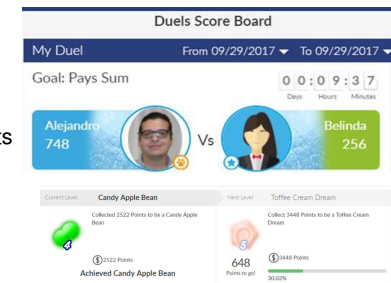 Duels Score Board
My Duel From 09/29/2017 To 09/29/2017
Goal: Pays Sum 0 0 : 0 9 : 3 7
Days Hours Minutes
ts
Alejandro Vs Belinda
748 256
Current Level Candy Apple Bean Next Level Toffee Cream Dream
Collected 2522 Points to be a Candy Apple Bean
Collect 3448 Points to be a Toffee Cream Dream
4
6
$2522 Points
$3448 Points
648
Points to go!
Achieved Candy Apple Bean
30.02%